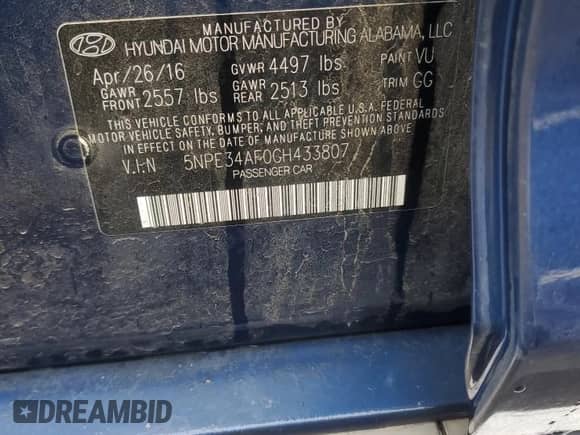 MANUFACTURED BY
HYUNDAI MOTOR MANUFACTURING ALABAMA, LLC
Apr/26/16 GVWR 4497 lbs PAINT VU
GAWR FRONT 2557 lbs GAWR REAR 2513 lbs TRIM GG
THIS VEHICLE CONFORMS TO ALL APPLICABLE U.S.A. FEDERAL
MOTOR VEHICLE SAFETY, BUMPER, AND THEFT PREVENTION STANDARDS
IN EFFECT ON THE DATE OF MANUFACTURE SHOWN ABOVE.
V.I.N 5NPE34AF0GH433807
PASSENGER CAR
DREAMBID